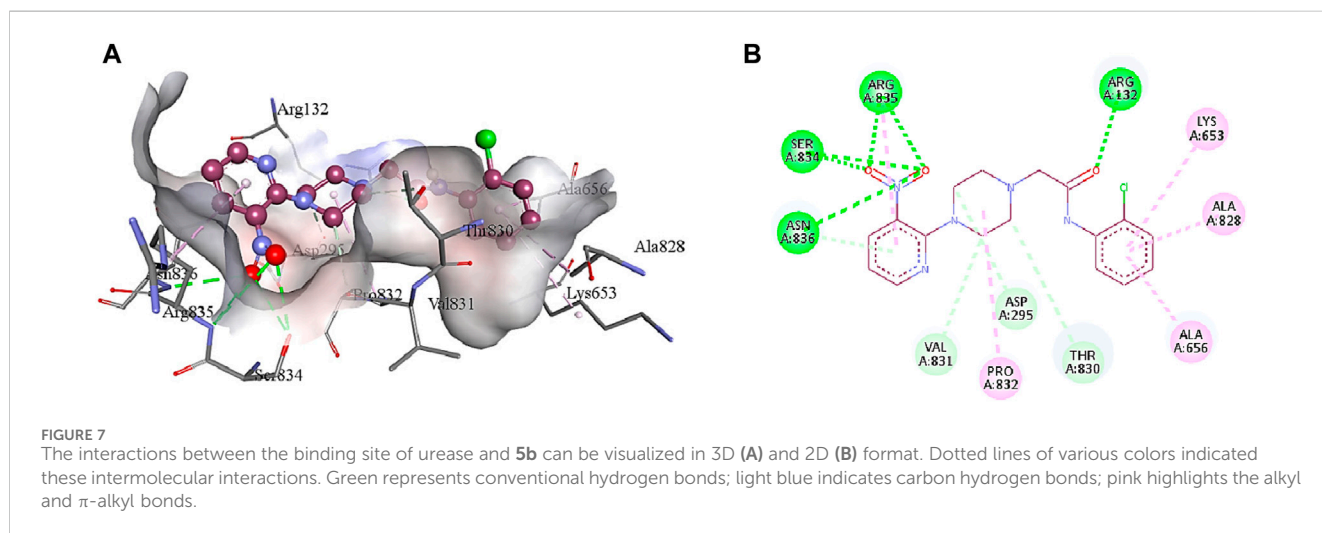 A
Arg132
Ala656
Thr830
Asp295
Ala828
Asn836
Pro832
Val831
Lys653
Arg835
Ser834
B
ARG
A:835
ARG
A:132
LYS
653
SER
A:834
O
O
O
ALA
828
N
N
Cl
ASN
A:836
N
N
N
ASP
A:295
VAL
A:831
PRO
A:832
THR
A:830
ALA
A:656
FIGURE 7
The interactions between the binding site of urease and 5b can be visualized in 3D (A) and 2D (B) format. Dotted lines of various colors indicated
these intermolecular interactions. Green represents conventional hydrogen bonds; light blue indicates carbon hydrogen bonds; pink highlights the alkyl
and π-alkyl bonds.